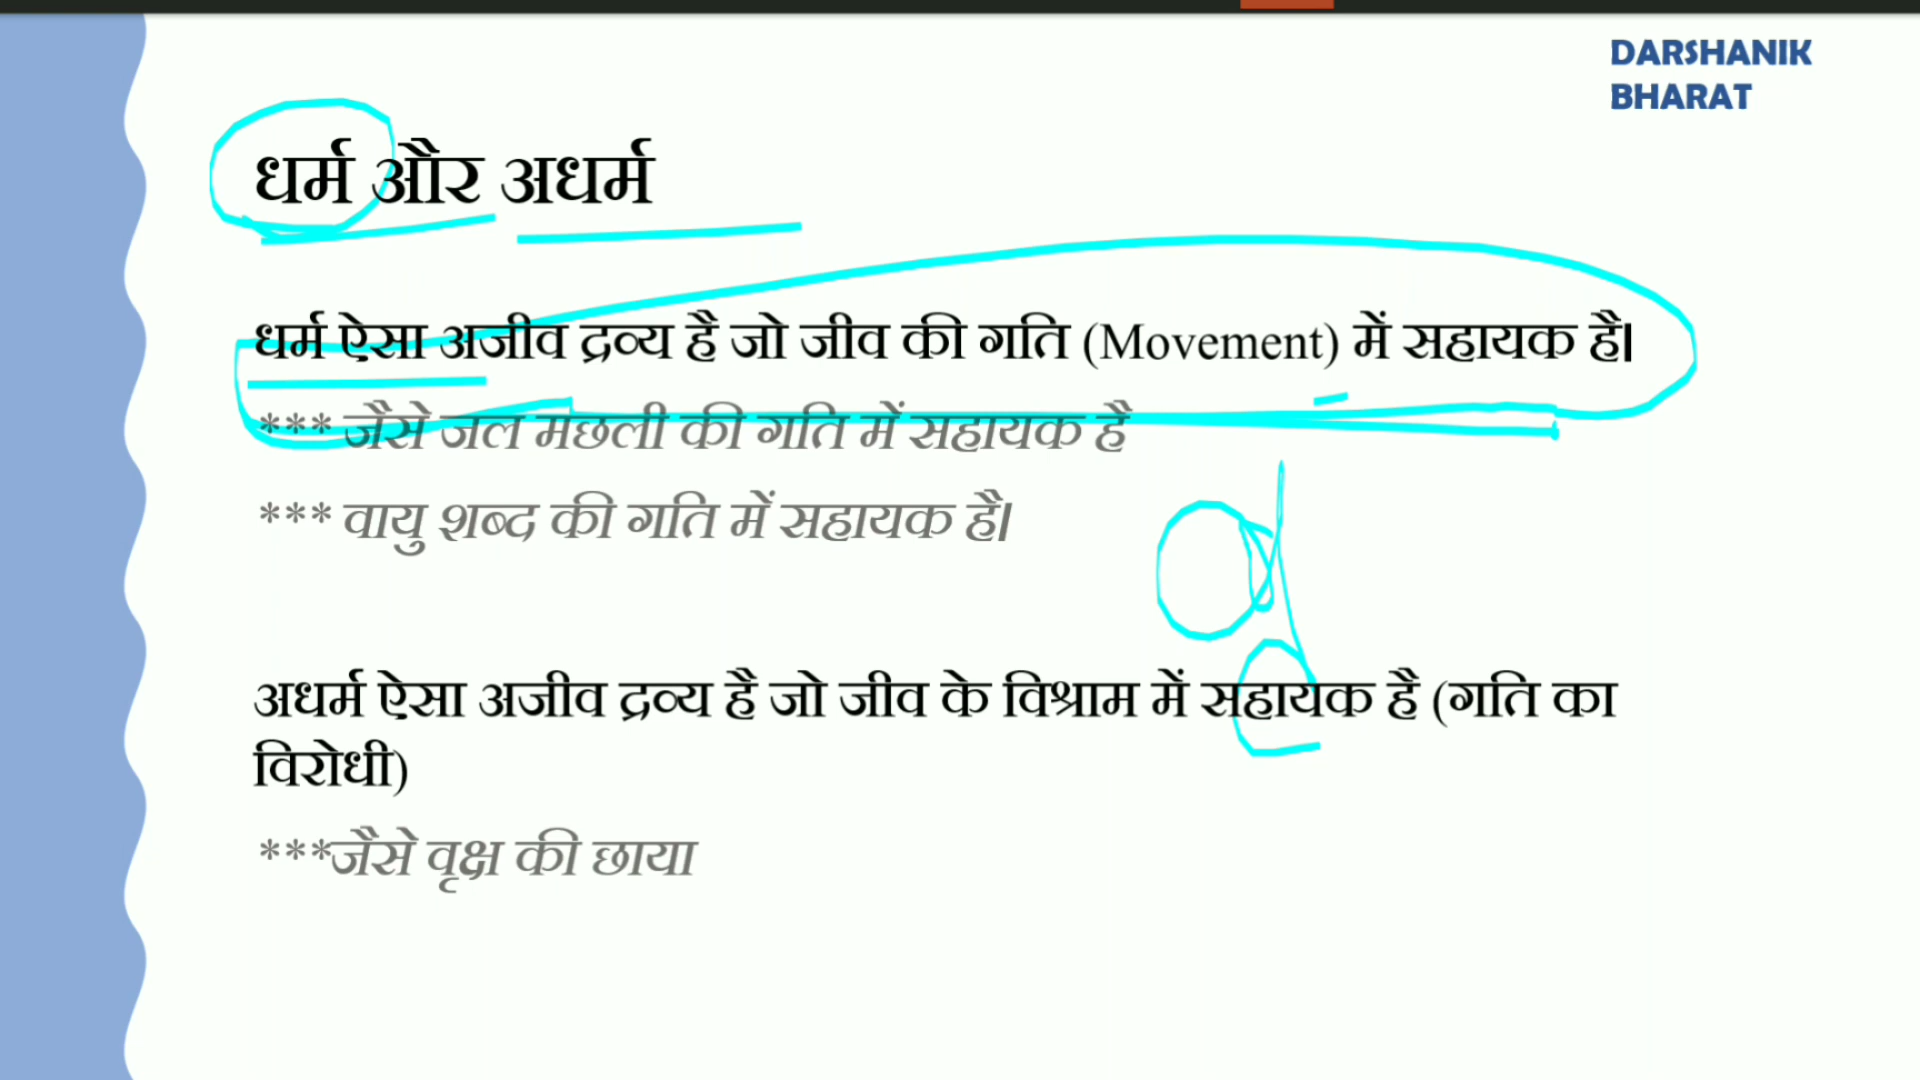 DARSHANIK
BHARAT
धर्म और अधर्म
धर्म ऐसा अजीव द्रव्य है जो जीव की गति (Movement) में सहायक है।
*** जैसे जल मछली की गति में सहायक है
*** वायु शब्द की गति में सहायक है।
अधर्म ऐसा अजीव द्रव्य है जो जीव के विश्राम में सहायक है (गति का
विरोधी)
***जैसे वृक्ष की छाया